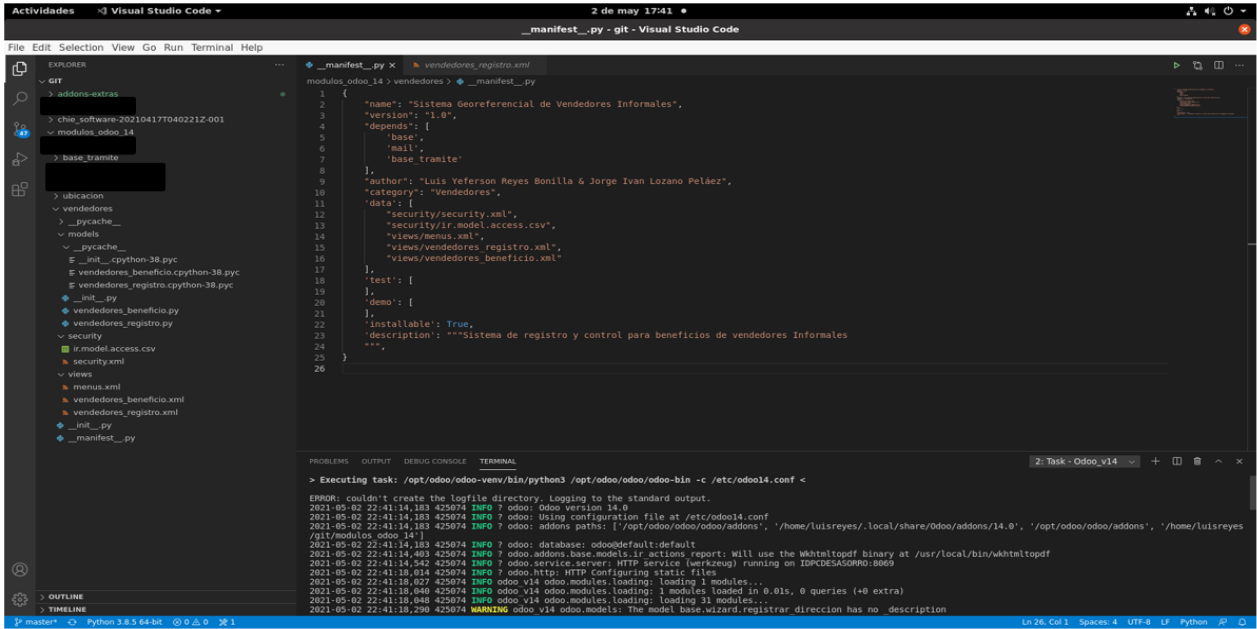 Actividades Visual Studio Code 2 de may 17:41
__manifest__.py - git - Visual Studio Code
File Edit Selection View Go Run Terminal Help
EXPLORER
GIT
addons-extras
chie_software-20210417T040221Z-001
modulos_odoo_14
base_tramite
ubicacion
vendedores
__pycache__
models
__pycache__
__init__.cpython-38.pyc
vendedores_beneficio.cpython-38.pyc
vendedores_registro.cpython-38.pyc
__init__.py
vendedores_beneficio.py
vendedores_registro.py
security
ir.model.access.csv
security.xml
views
menus.xml
vendedores_beneficio.xml
vendedores_registro.xml
__init__.py
__manifest__.py
OUTLINE
TIMELINE
47
__manifest__.py vendedores_registro.xml
modulos_odoo_14 > vendedores > __manifest__.py
1 {
2 "name": "Sistema Georeferencial de Vendedores Informales",
3 "version": "1.0",
4 "depends": [
5 'base',
6 'mail',
7 'base_tramite'
8 ],
9 "author": "Luis Yeferson Reyes Bonilla & Jorge Ivan Lozano Peláez",
10 "category": "Vendedores",
11 'data': [
12 "security/security.xml",
13 "security/ir.model.access.csv",
14 "views/menus.xml",
15 "views/vendedores_registro.xml",
16 "views/vendedores_beneficio.xml"
17 ],
18 'test': [
19 ],
20 'demo': [
21 ],
22 'installable': True,
23 'description': """Sistema de registro y control para beneficios de vendedores Informales
24 """,
25 }
26
PROBLEMS OUTPUT DEBUG CONSOLE TERMINAL 2: Task - Odoo_v14
> Executing task: /opt/odoo/odoo-venv/bin/python3 /opt/odoo/odoo/odoo-bin -c /etc/odoo14.conf <
ERROR: couldn't create the logfile directory. Logging to the standard output.
2021-05-02 22:41:14,183 425074 INFO ? odoo: Odoo version 14.0
2021-05-02 22:41:14,183 425074 INFO ? odoo: Using configuration file at /etc/odoo14.conf
2021-05-02 22:41:14,183 425074 INFO ? odoo: addons paths: ['/opt/odoo/odoo/odoo/addons', '/home/luisreyes/.local/share/Odoo/addons/14.0', '/opt/odoo/odoo/addons', '/home/luisreyes
/git/modulos_odoo_14']
2021-05-02 22:41:14,183 425074 INFO ? odoo: database: odoo@default:default
2021-05-02 22:41:14,403 425074 INFO ? odoo.addons.base.models.ir_actions_report: Will use the Wkhtmltopdf binary at /usr/local/bin/wkhtmltopdf
2021-05-02 22:41:14,542 425074 INFO ? odoo.service.server: HTTP service (werkzeug) running on IDPCDESASORRO:8069
2021-05-02 22:41:18,014 425074 INFO ? odoo.http: HTTP Configuring static files
2021-05-02 22:41:18,027 425074 INFO odoo_v14 odoo.modules.loading: loading 1 modules...
2021-05-02 22:41:18,040 425074 INFO odoo_v14 odoo.modules.loading: 1 modules loaded in 0.01s, 0 queries (+0 extra)
2021-05-02 22:41:18,048 425074 INFO odoo_v14 odoo.modules.loading: loading 31 modules...
2021-05-02 22:41:18,290 425074 WARNING odoo_v14 odoo.models: The model base.wizard.registrar_direccion has no _description
master* Python 3.8.5 64-bit 0 0 1 Ln 26, Col 1 Spaces: 4 UTF-8 LF Python